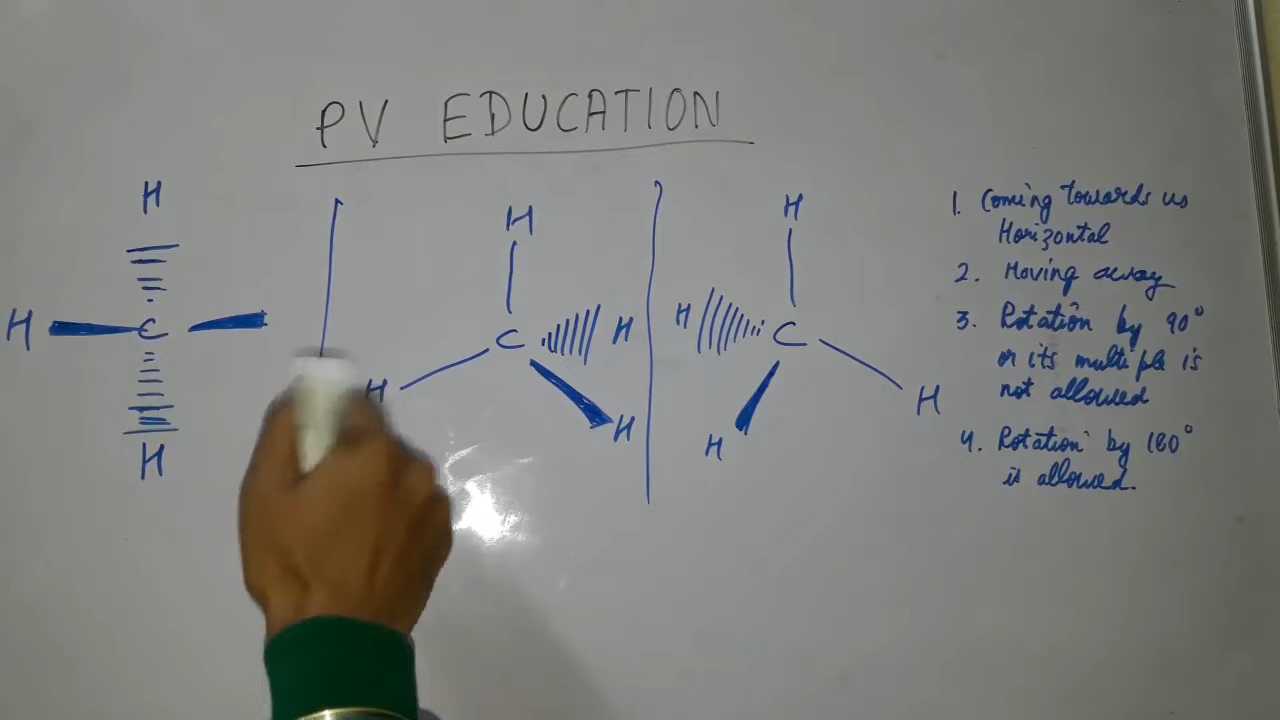 PV EDUCATION
H
H C
H
H
C H
H H
H
H C
H H
1. Coming towards us
Horizontal
2. Moving away
3. Rotation by 90°
or its multiple is
not allowed
4. Rotation by 180°
is allowed.